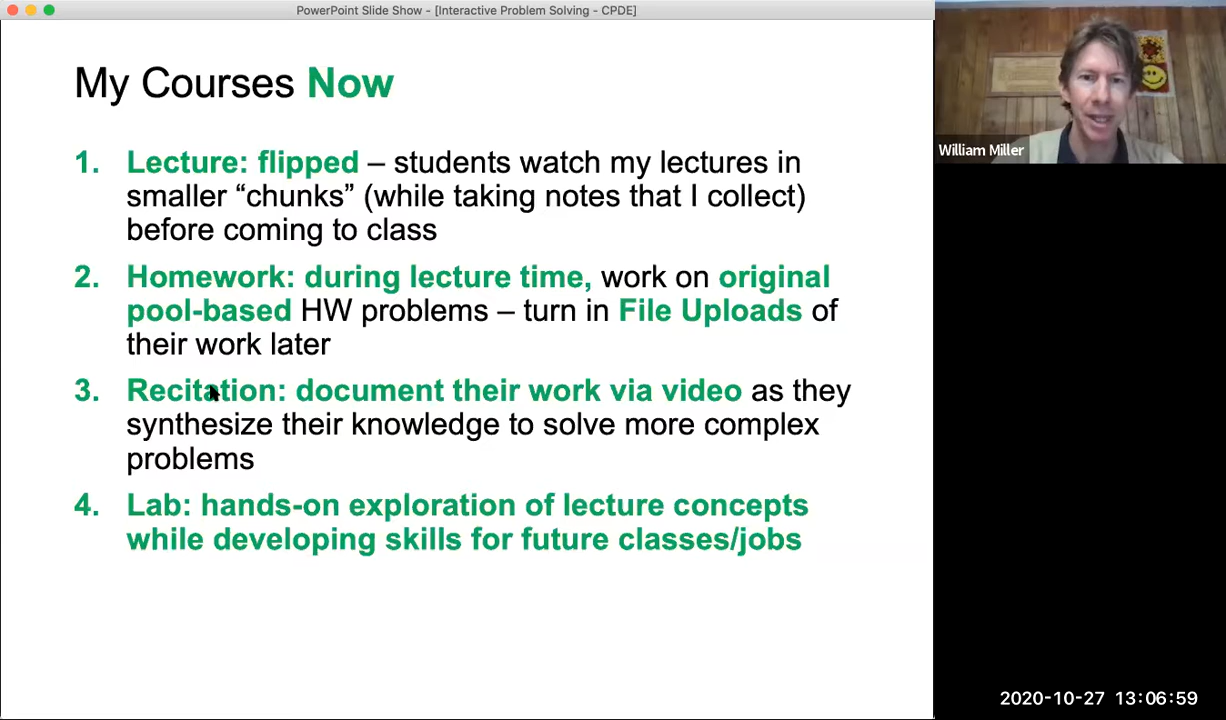 PowerPoint Slide Show - [Interactive Problem Solving - CPDE]
My Courses Now
1. Lecture: flipped – students watch my lectures in
smaller “chunks” (while taking notes that I collect)
before coming to class
2. Homework: during lecture time, work on original
pool-based HW problems – turn in File Uploads of
their work later
3. Recitation: document their work via video as they
synthesize their knowledge to solve more complex
problems
4. Lab: hands-on exploration of lecture concepts
while developing skills for future classes/jobs
William Miller
2020-10-27 13:06:59